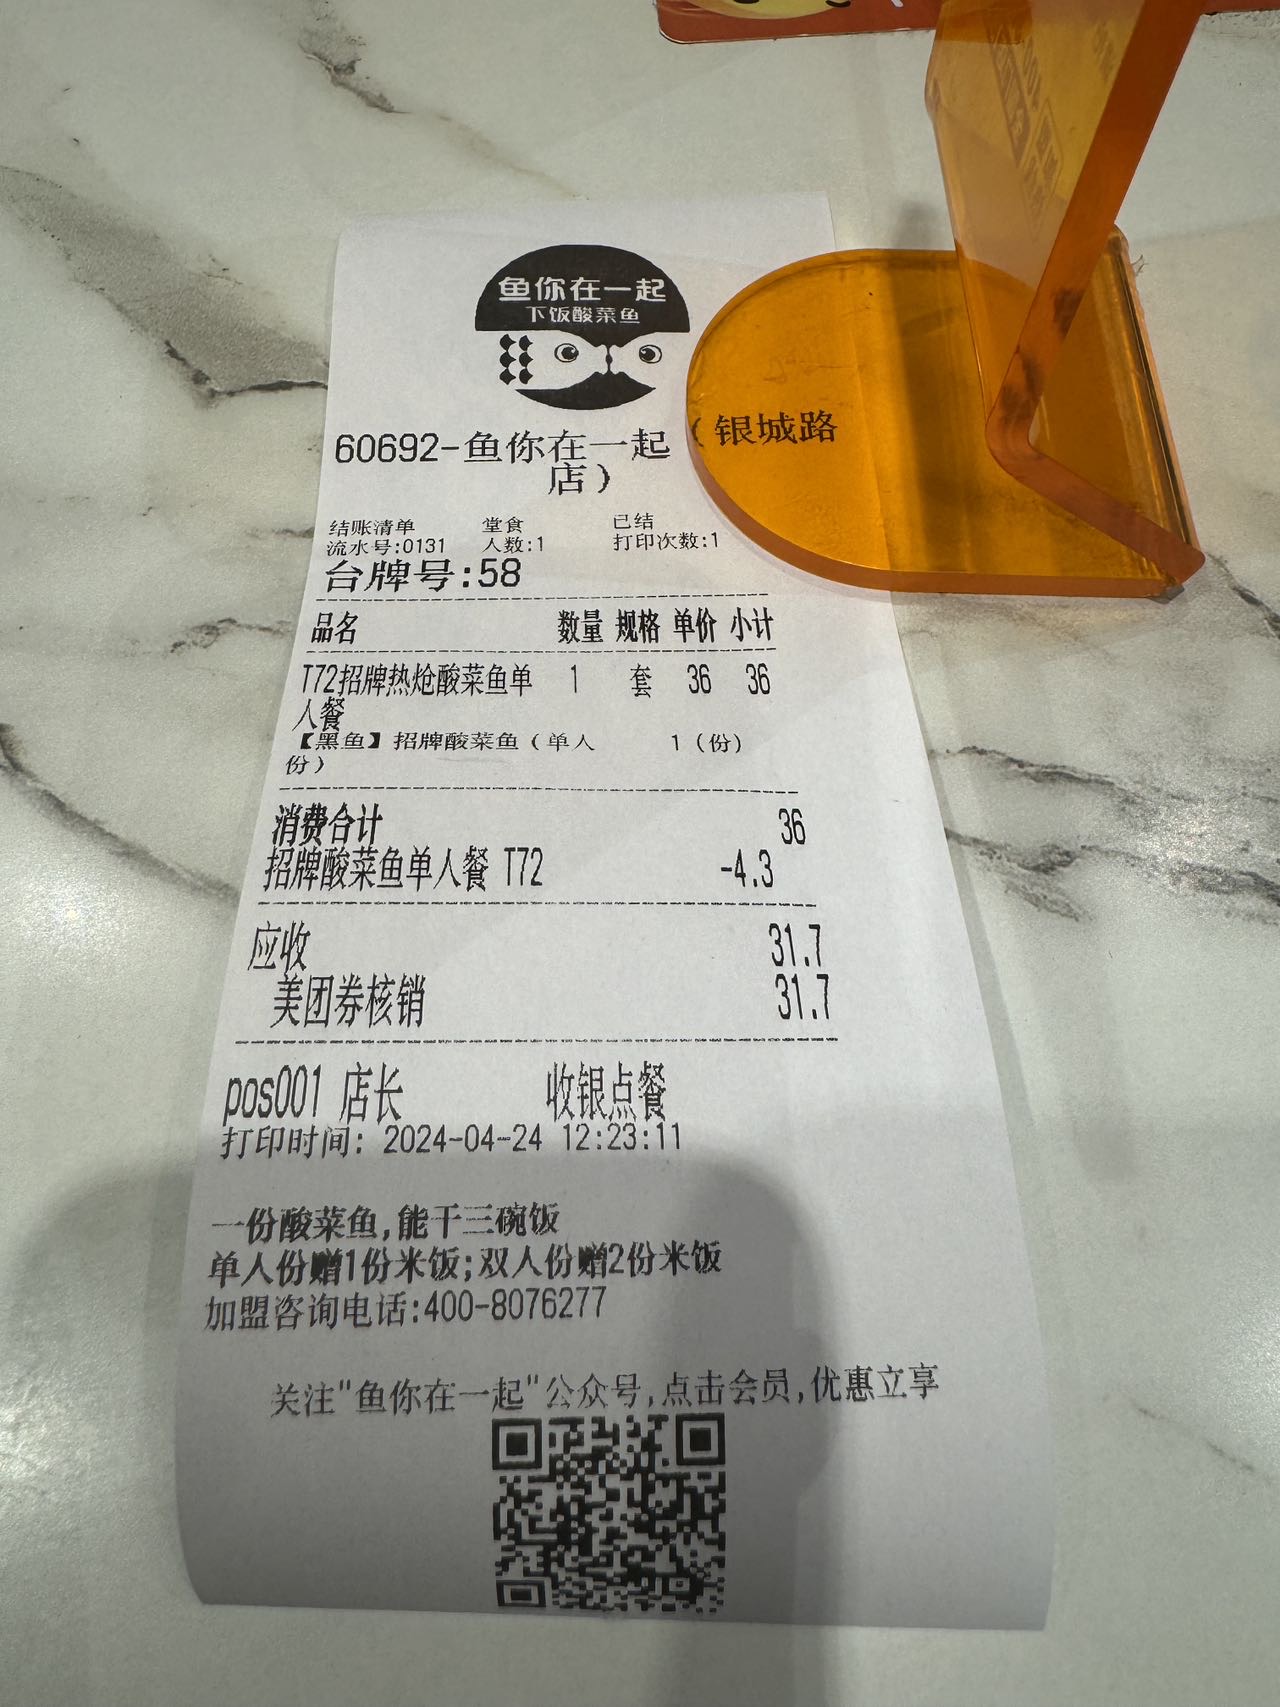 鱼你在一起
下饭酸菜鱼
60692-鱼你在一起（银城路
店）
结账清单 堂食 已结
流水号:0131 人数:1 打印次数:1
台牌号:58
品名 数量 规格 单价 小计
T72招牌热炝酸菜鱼单 1 套 36 36
人餐
【黑鱼】招牌酸菜鱼（单人 1（份）
份）
消费合计 36
招牌酸菜鱼单人餐 T72 -4.3
应收 31.7
美团券核销 31.7
pos001 店长 收银点餐
打印时间: 2024-04-24 12:23:11
一份酸菜鱼,能干三碗饭
单人份赠1份米饭;双人份赠2份米饭
加盟咨询电话:400-8076277
关注"鱼你在一起"公众号,点击会员,优惠立享